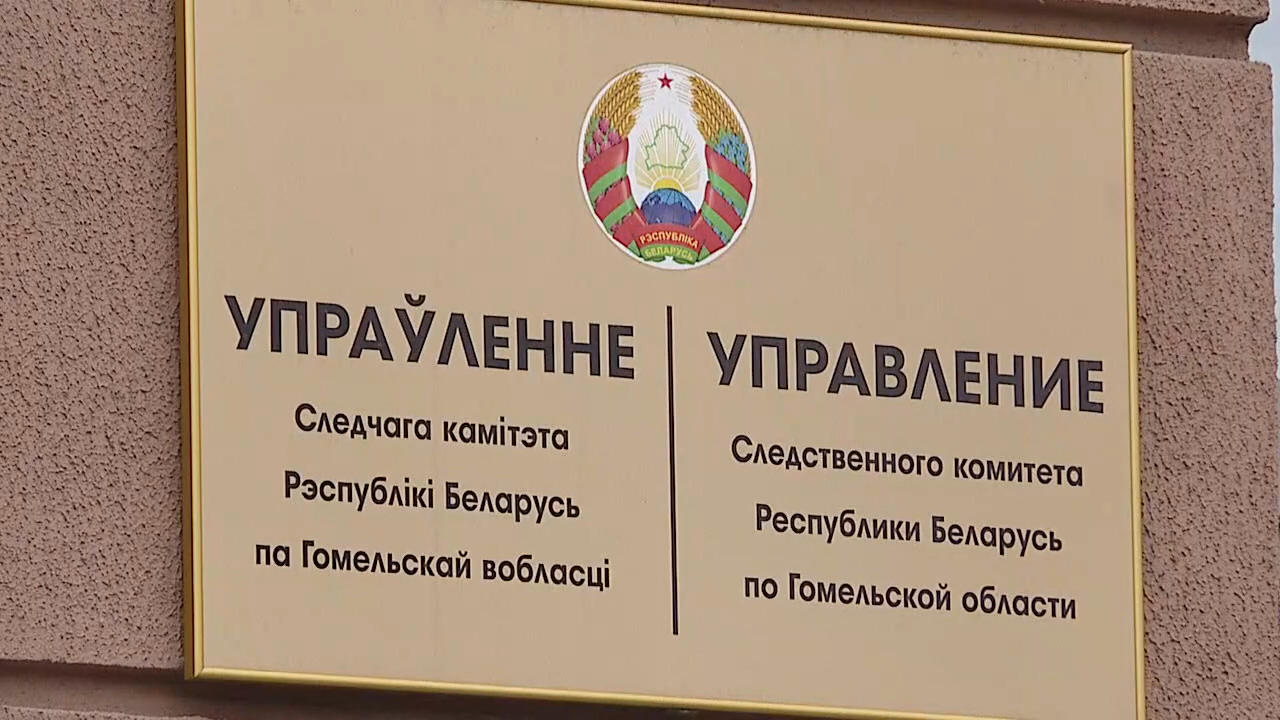 РЭСПУБЛІКА
БЕЛАРУСЬ
УПРАЎЛЕННЕ
Следчага камітэта
Рэспублікі Беларусь
па Гомельскай вобласці
УПРАВЛЕНИЕ
Следственного комитета
Республики Беларусь
по Гомельской области